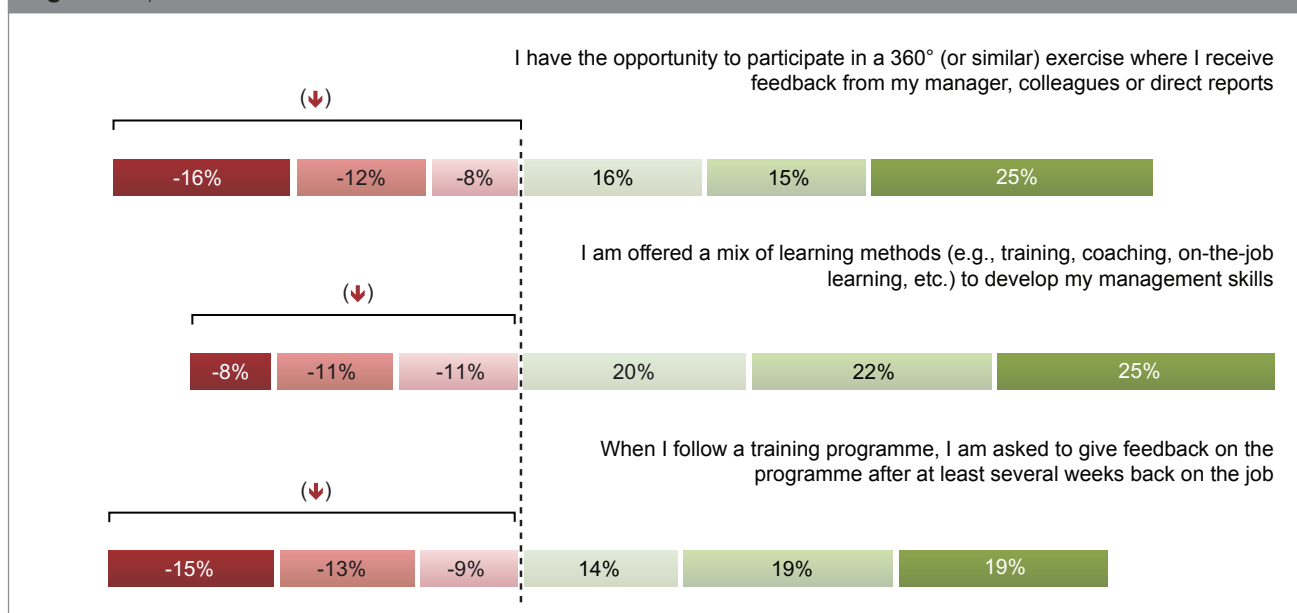 I have the opportunity to participate in a 360° (or similar) exercise where I receive
feedback from my manager, colleagues or direct reports
(↓)
-16% -12% -8% 16% 15% 25%
I am offered a mix of learning methods (e.g., training, coaching, on-the-job
learning, etc.) to develop my management skills
(↓)
-8% -11% -11% 20% 22% 25%
When I follow a training programme, I am asked to give feedback on the
programme after at least several weeks back on the job
(↓)
-15% -13% -9% 14% 19% 19%